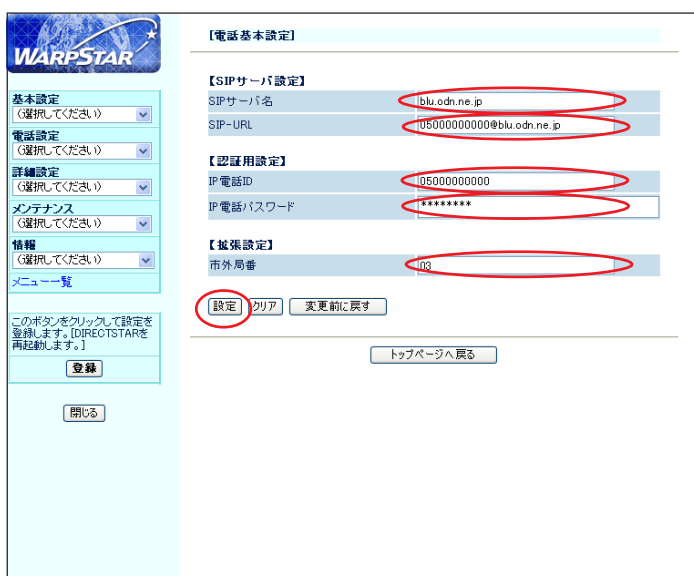 WARPSTAR
基本設定
(選択してください)
電話設定
(選択してください)
詳細設定
(選択してください)
メンテナンス
(選択してください)
情報
(選択してください)
メニュー一覧
このボタンをクリックして設定を
登録します。[DIRECTSTARを
再起動します。]
登録
閉じる
【電話基本設定】
【SIPサーバ設定】
SIPサーバ名 blu.odn.ne.jp
SIP-URL 05000000000@blu.odn.ne.jp
【認証用設定】
IP電話ID 05000000000
IP電話パスワード ********
【拡張設定】
市外局番 03
設定 クリア 変更前に戻す
トップページへ戻る